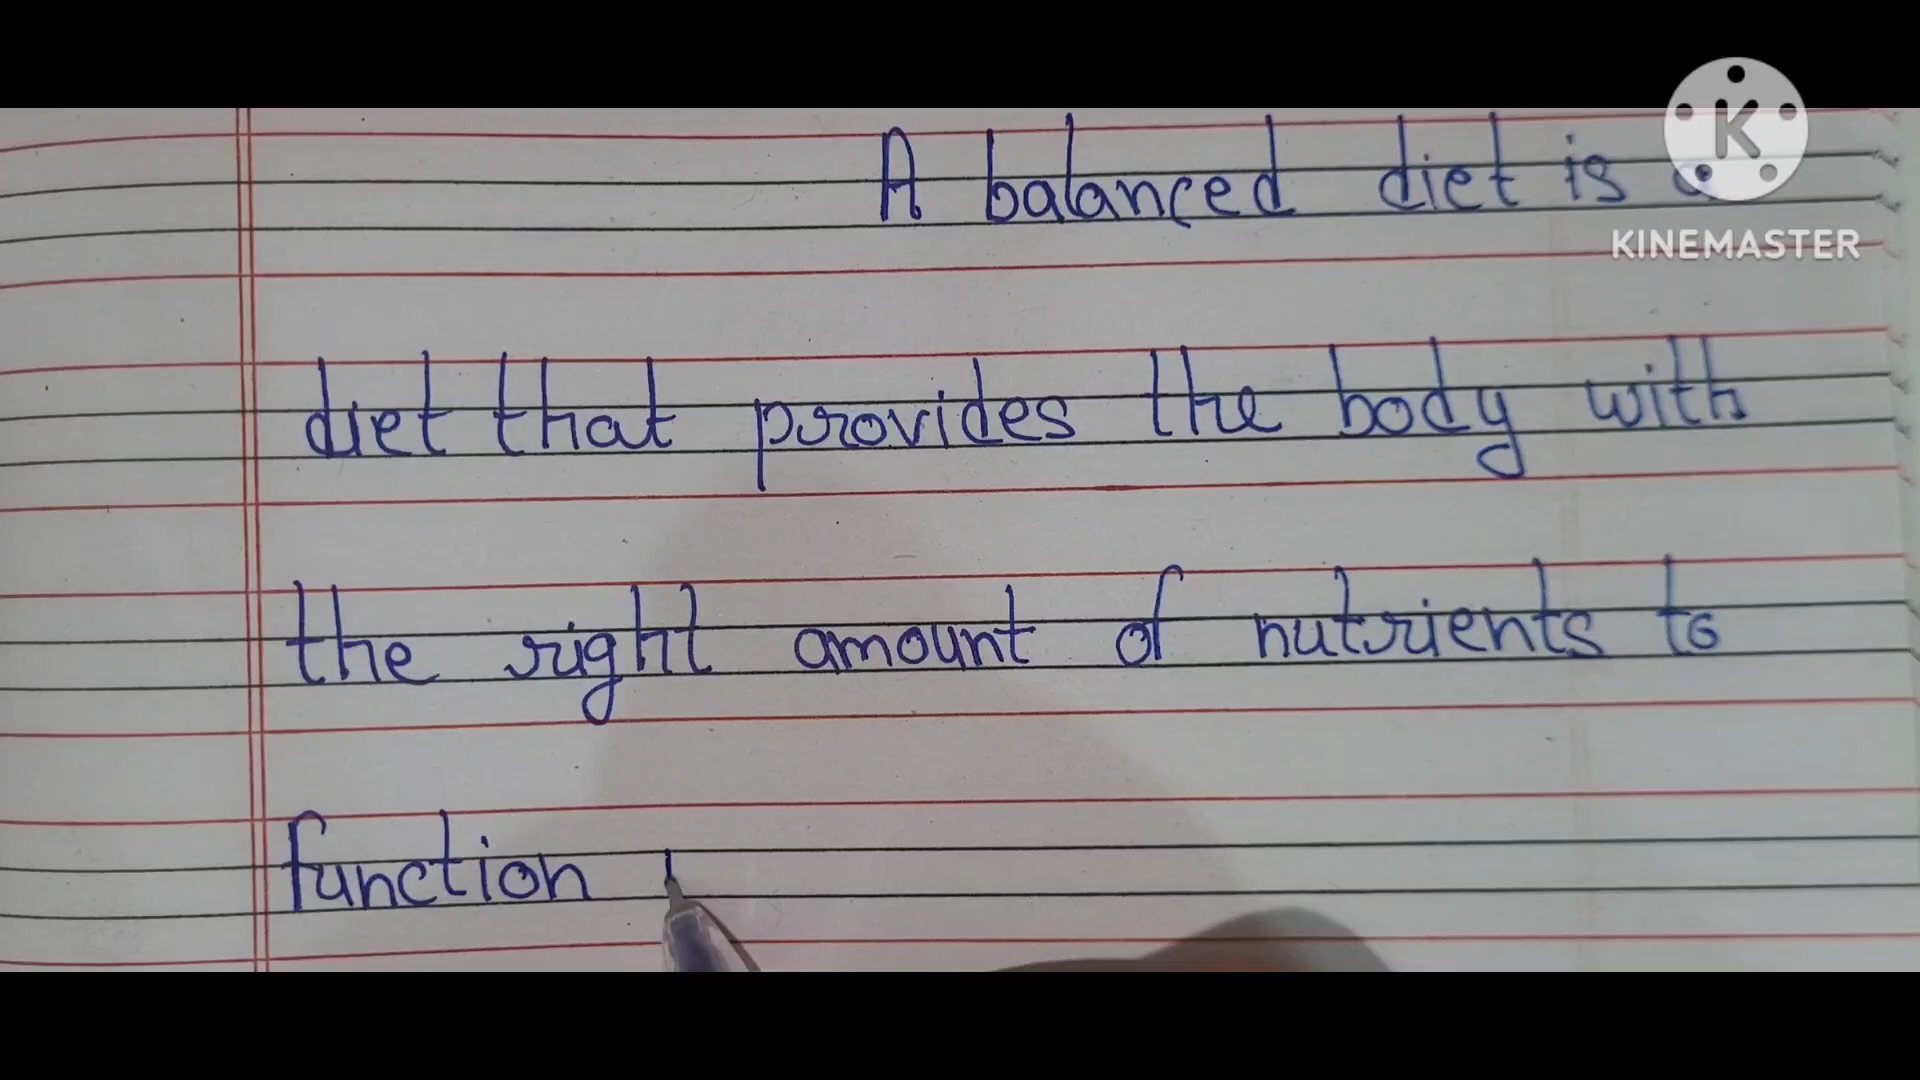 A balanced diet is a
KINEMASTER
diet that provides the body with
the right amount of nutrients to
function